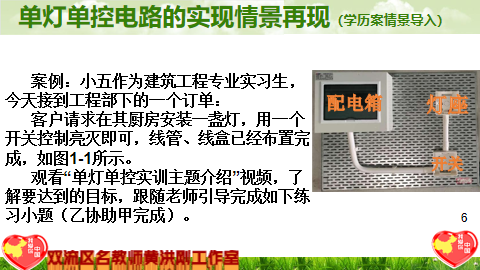 单灯单控电路的实现情景再现 (学历案情景导入)
案例：小五作为建筑工程专业实习生，
今天接到工程部下的一个订单：
客户请求在其厨房安装一盏灯，用一个
开关控制亮灭即可，线管、线盒已经布置完
成，如图1-1所示。
观看“单灯单控实训主题介绍”视频，了
解要达到的目标，跟随老师引导完成如下练
习小题（乙协助甲完成）。
配电箱
灯座
开关
6
双流区名教师黄洪刚工作室